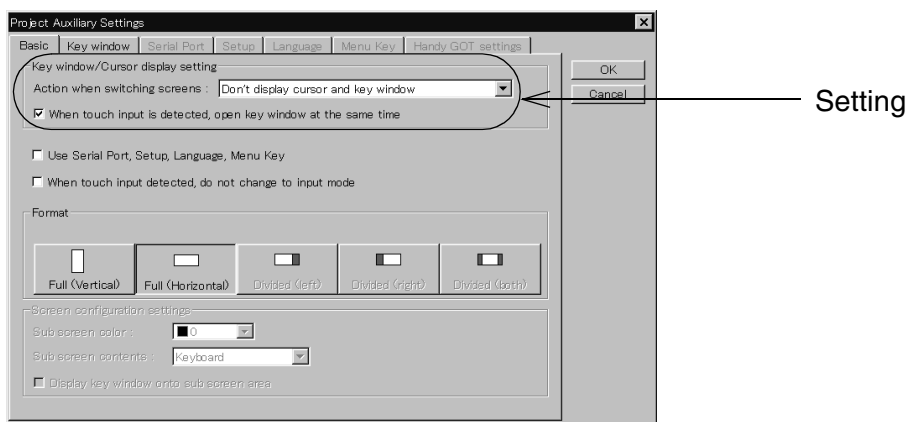 Project Auxiliary Settings
Basic Key window Serial Port Setup Language Menu Key Handy GOT settings
Key window/Cursor display setting
Action when switching screens : Don't display cursor and key window
When touch input is detected, open key window at the same time
OK
Cancel
Setting
Use Serial Port, Setup, Language, Menu Key
When touch input detected, do not change to input mode
Format
Full (Vertical) Full (Horizontal) Divided (left) Divided (right) Divided (both)
Screen configuration settings
Sub screen color : 0
Sub screen contents : Keyboard
Display key window onto sub screen area